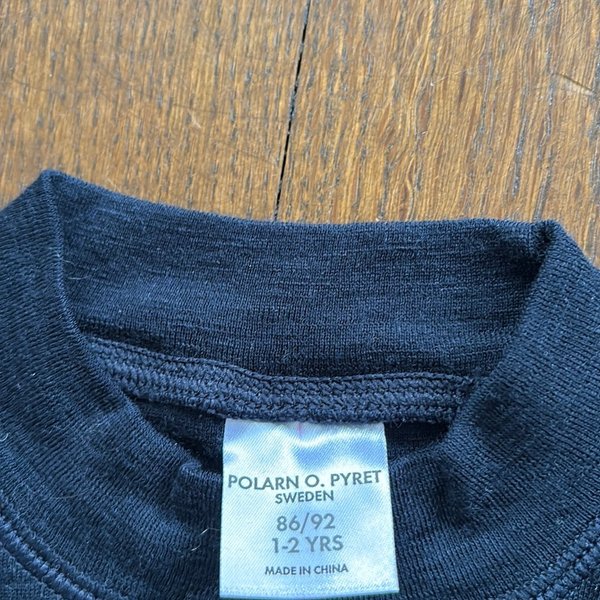 POLARN O. PYRET
SWEDEN
86/92
1-2 YRS
MADE IN CHINA